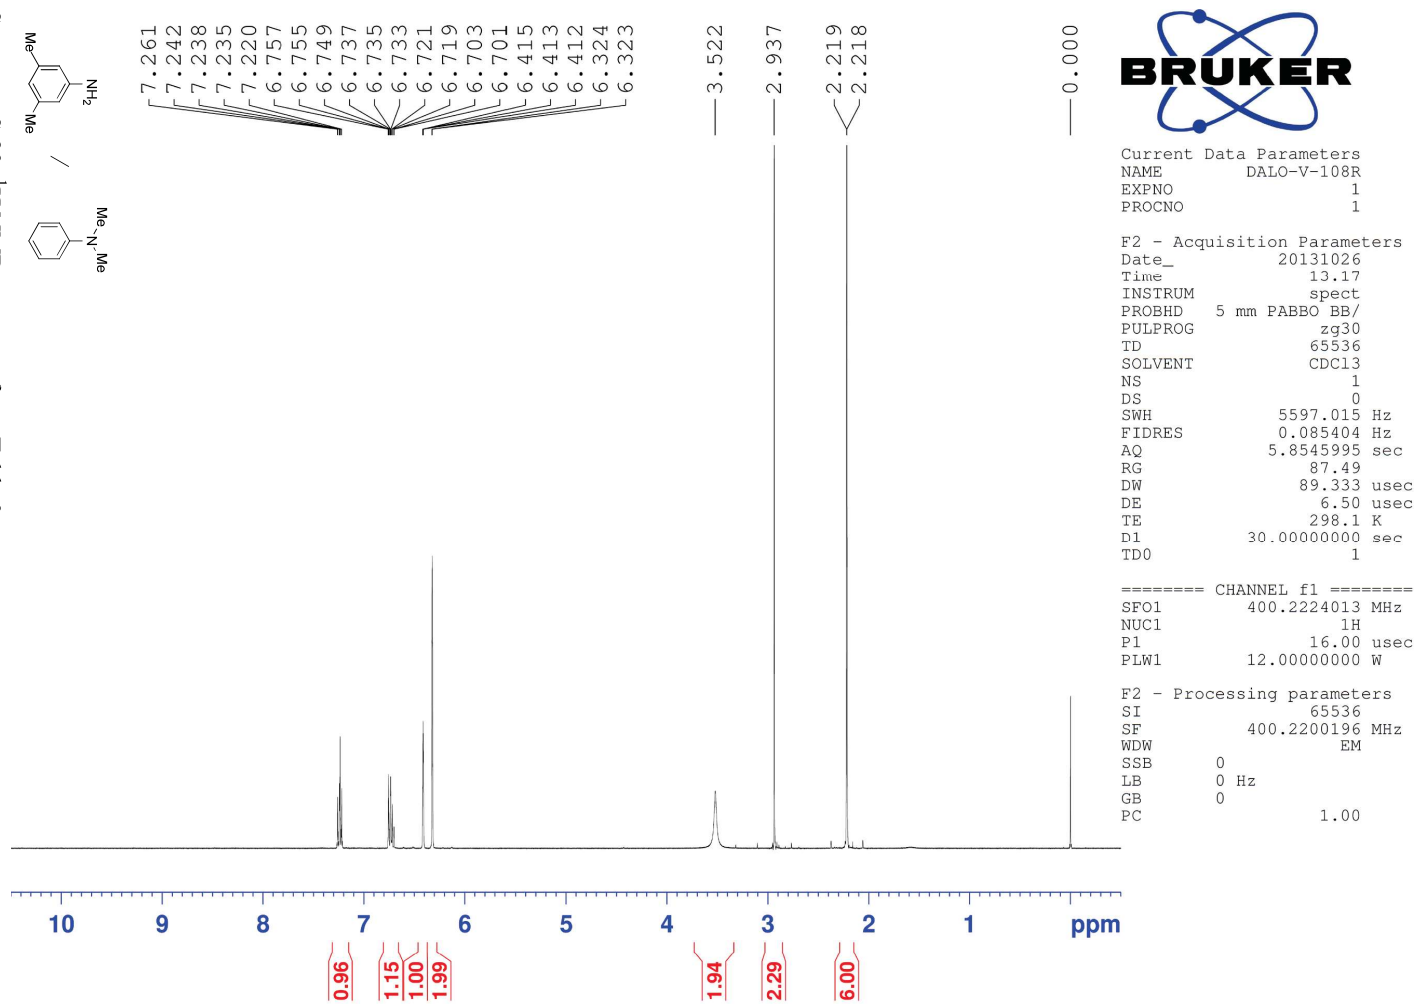 Me
NH2
Me
/
Me
N
Me
7.261
7.242
7.238
7.235
7.220
6.757
6.755
6.749
6.737
6.735
6.733
6.721
6.719
6.703
6.701
6.415
6.413
6.412
6.324
6.323
3.522
2.937
2.219
2.218
0.000
BRUKER
Current Data Parameters
NAME DALO-V-108R
EXPNO 1
PROCNO 1
F2 - Acquisition Parameters
Date_ 20131026
Time 13.17
INSTRUM spect
PROBHD 5 mm PABBO BB/
PULPROG zg30
TD 65536
SOLVENT CDCl3
NS 1
DS 0
SWH 5597.015 Hz
FIDRES 0.085404 Hz
AQ 5.8545995 sec
RG 87.49
DW 89.333 usec
DE 6.50 usec
TE 298.1 K
D1 30.00000000 sec
TD0 1
======== CHANNEL f1 ========
SFO1 400.2224013 MHz
NUC1 1H
P1 16.00 usec
PLW1 12.00000000 W
F2 - Processing parameters
SI 65536
SF 400.2200196 MHz
WDW EM
SSB 0
LB 0 Hz
GB 0
PC 1.00
10 9 8 7 6 5 4 3 2 1 ppm
0.96
1.15
1.00
1.99
1.94
2.29
6.00